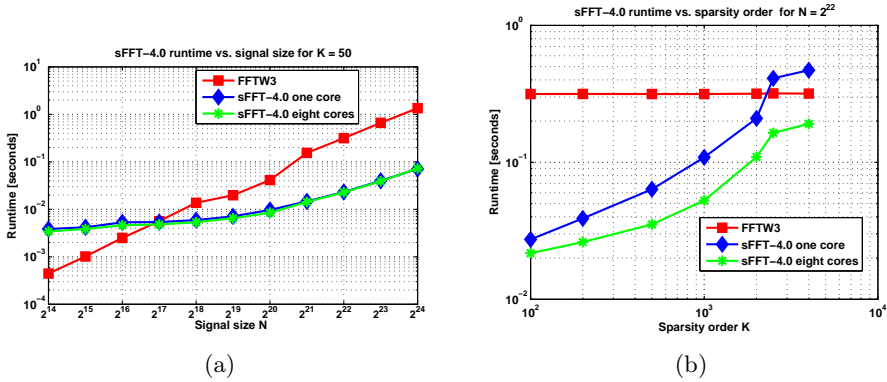 sFFT−4.0 runtime vs. signal size for K = 50
10^1
10^0
10^−1
10^−2
10^−3
10^−4
Runtime [seconds]
FFTW3
sFFT−4.0 one core
sFFT−4.0 eight cores
2^14 2^15 2^16 2^17 2^18 2^19 2^20 2^21 2^22 2^23 2^24
Signal size N
(a)
sFFT−4.0 runtime vs. sparsity order for N = 2^22
10^0
10^−1
10^−2
Runtime [seconds]
FFTW3
sFFT−4.0 one core
sFFT−4.0 eight cores
10^2 10^3 10^4
Sparsity order K
(b)